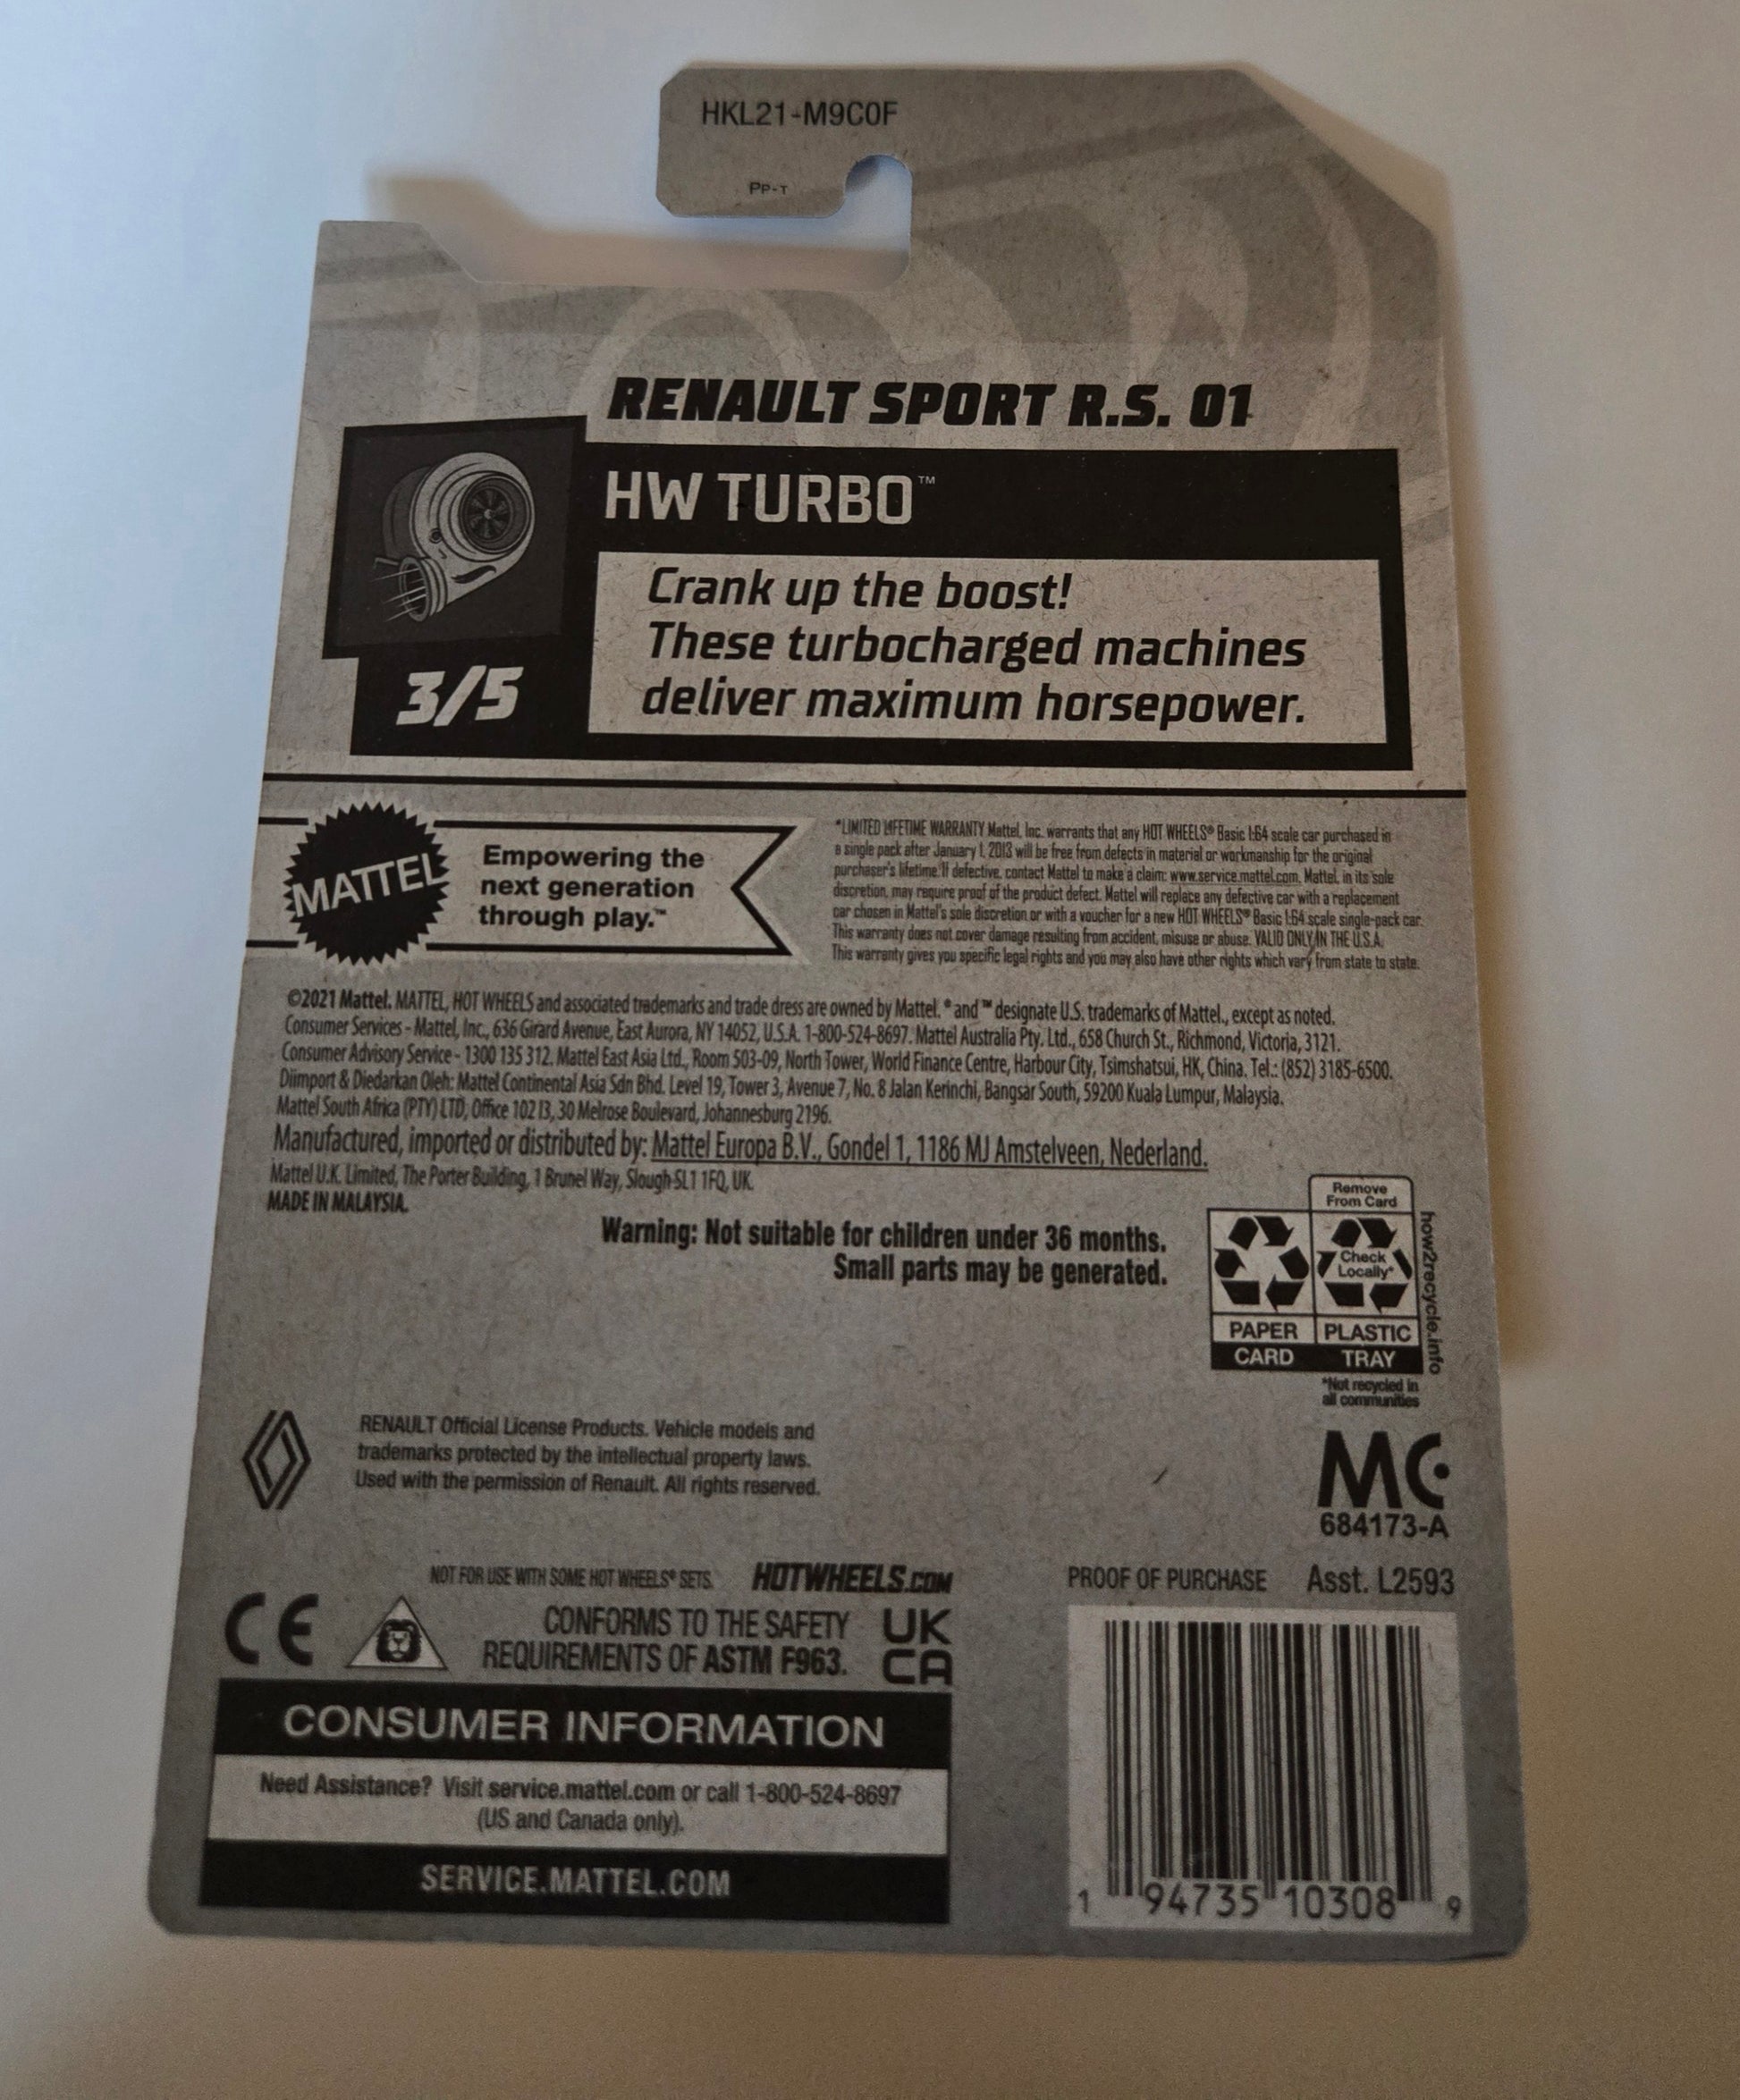 HKL21-M9C0F
PP-T
RENAULT SPORT R.S. 01
HW TURBO™
Crank up the boost!
These turbocharged machines
deliver maximum horsepower.
3/5
MATTEL
Empowering the
next generation
through play.™
*LIMITED LIFETIME WARRANTY Mattel, Inc. warrants that any HOT WHEELS® Basic 1:64 scale car purchased in
a single pack after January 1, 2013 will be free from defects in material or workmanship for the original
purchaser's lifetime. If defective, contact Mattel to make a claim: www.service.mattel.com. Mattel, in its sole
discretion, may require proof of the product defect. Mattel will replace any defective car with a replacement
car chosen in Mattel's sole discretion or with a voucher for a new HOT WHEELS® Basic 1:64 scale single-pack car.
This warranty does not cover damage resulting from accident, misuse or abuse. VALID ONLY IN THE U.S.A.
This warranty gives you specific legal rights and you may also have other rights which vary from state to state.
©2021 Mattel. MATTEL, HOT WHEELS and associated trademarks and trade dress are owned by Mattel. ® and ™ designate U.S. trademarks of Mattel., except as noted.
Consumer Services - Mattel, Inc., 636 Girard Avenue, East Aurora, NY 14052, U.S.A. 1-800-524-8697. Mattel Australia Pty. Ltd., 658 Church St., Richmond, Victoria, 3121.
Consumer Advisory Service - 1300 135 312. Mattel East Asia Ltd., Room 503-09, North Tower, World Finance Centre, Harbour City, Tsimshatsui, HK, China. Tel.: (852) 3185-6500.
Diimport & Diedarkan Oleh: Mattel Continental Asia Sdn Bhd. Level 19, Tower 3, Avenue 7, No. 8 Jalan Kerinchi, Bangsar South, 59200 Kuala Lumpur, Malaysia.
Mattel South Africa (PTY) LTD, Office 102 I3, 30 Melrose Boulevard, Johannesburg 2196.
Manufactured, imported or distributed by: Mattel Europa B.V., Gondel 1, 1186 MJ Amstelveen, Nederland.
Mattel U.K. Limited, The Porter Building, 1 Brunel Way, Slough SL1 1FQ, UK.
MADE IN MALAYSIA.
Warning: Not suitable for children under 36 months.
Small parts may be generated.
Remove
From Card
Check
Locally*
PAPER
CARD
PLASTIC
TRAY
how2recycle.info
*Not recycled in
all communities
RENAULT Official License Products. Vehicle models and
trademarks protected by the intellectual property laws.
Used with the permission of Renault. All rights reserved.
MC
684173-A
NOT FOR USE WITH SOME HOT WHEELS® SETS.
HOTWHEELS.COM
PROOF OF PURCHASE
Asst. L2593
CE
CONFORMS TO THE SAFETY
REQUIREMENTS OF ASTM F963.
UK
CA
CONSUMER INFORMATION
Need Assistance? Visit service.mattel.com or call 1-800-524-8697
(US and Canada only).
SERVICE.MATTEL.COM
1 94735 10308 9